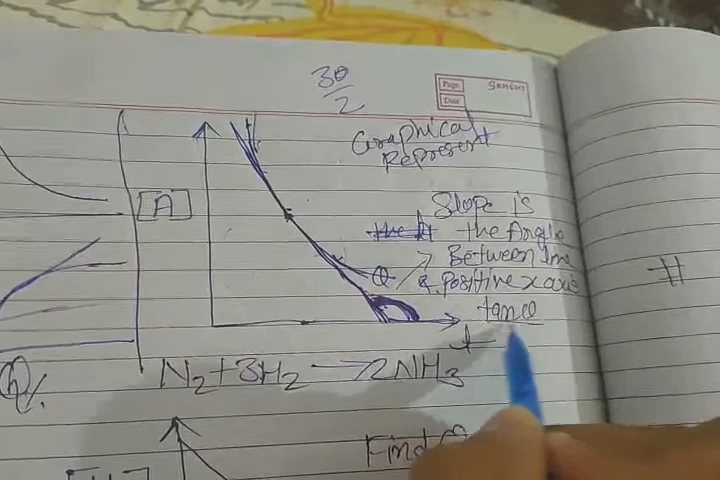 30
2
Page
Date
Graphical
Represent
[A]
Slope is
the Angle
Between line
& Positive x axis
θ
tanθ
t
N2 + 3H2 → 2NH3
Find